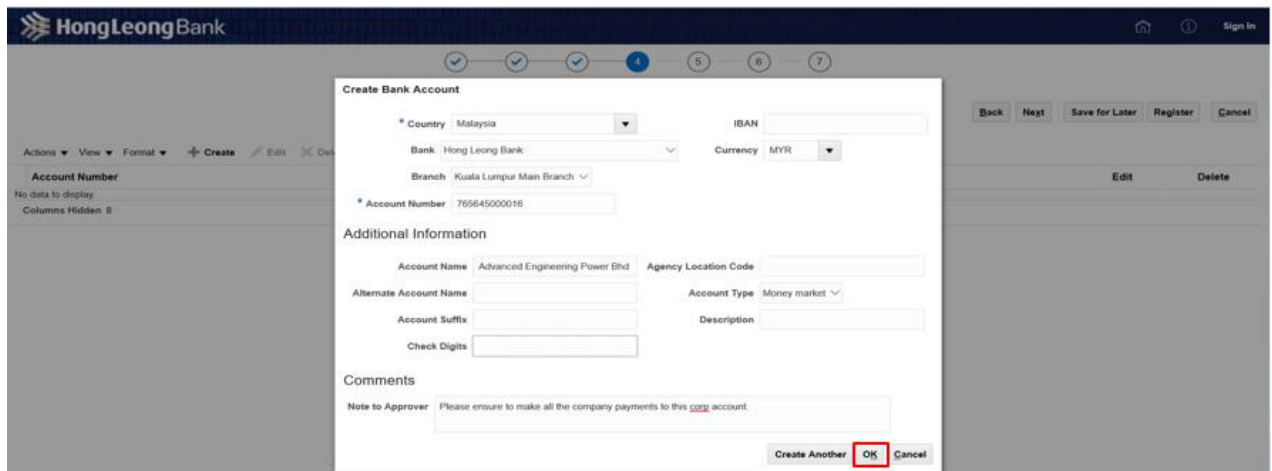 HongLeong Bank
Sign In
4 5 6 7
Back Next Save for Later Register Cancel
Actions View Format Create Edit
Account Number Edit Delete
No data to display.
Columns Hidden 8
Create Bank Account
* Country Malaysia IBAN
Bank Hong Leong Bank Currency MYR
Branch Kuala Lumpur Main Branch
* Account Number 765645000016
Additional Information
Account Name Advanced Engineering Power Bhd Agency Location Code
Alternate Account Name Account Type Money market
Account Suffix Description
Check Digits
Comments
Note to Approver Please ensure to make all the company payments to this corp account.
Create Another OK Cancel